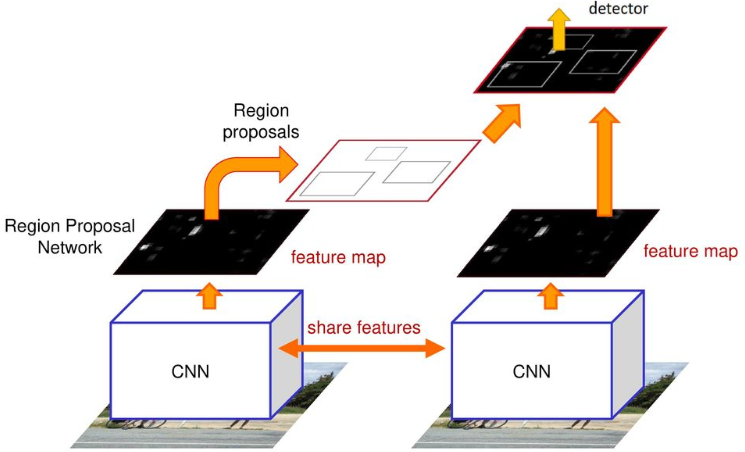 detector
Region
proposals
Region Proposal
Network
feature map
feature map
share features
CNN
CNN